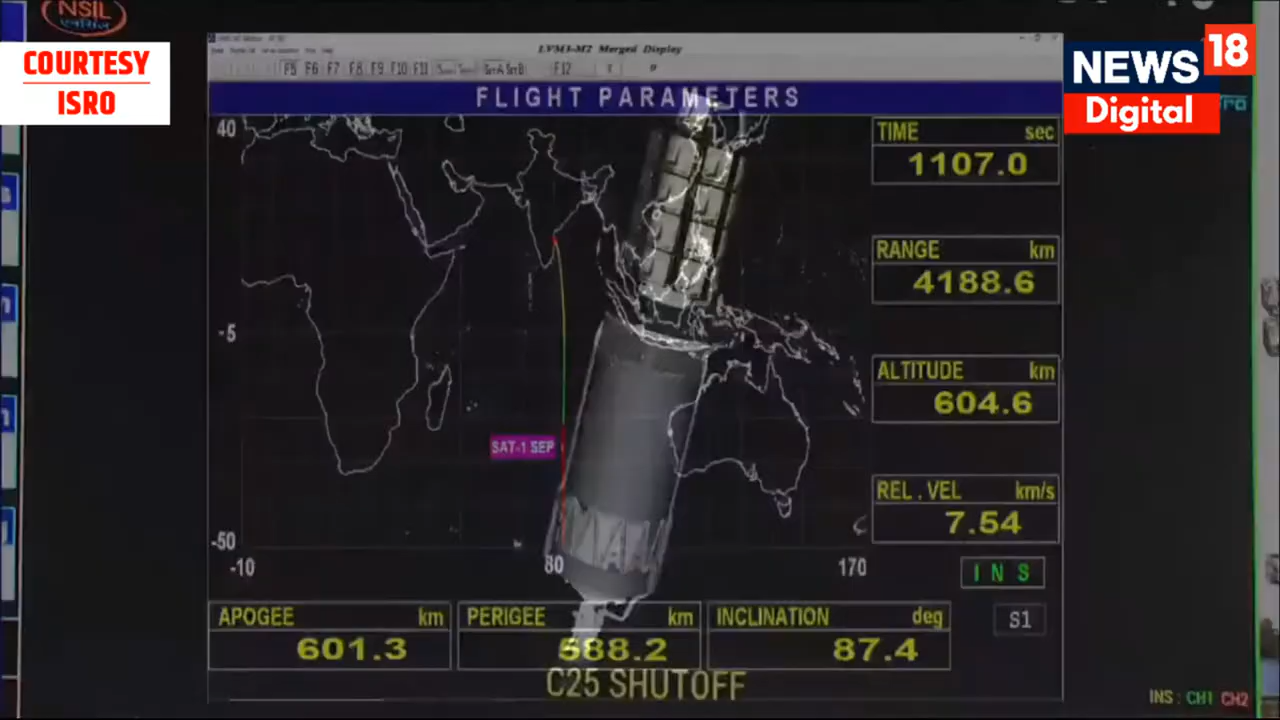 NSIL
एनसिल
COURTESY
ISRO
NEWS18
Digital
LVM3-M2 Merged Display
F5 F6 F7 F8 F9 F10 F11
F12
FLIGHT PARAMETERS
40
-5
-50
-10
80
170
SAT-1 SEP
TIME sec
1107.0
RANGE km
4188.6
ALTITUDE km
604.6
REL.VEL km/s
7.54
INS
S1
APOGEE km
601.3
PERIGEE km
588.2
INCLINATION deg
87.4
C25 SHUTOFF
INS : CH1 CH2